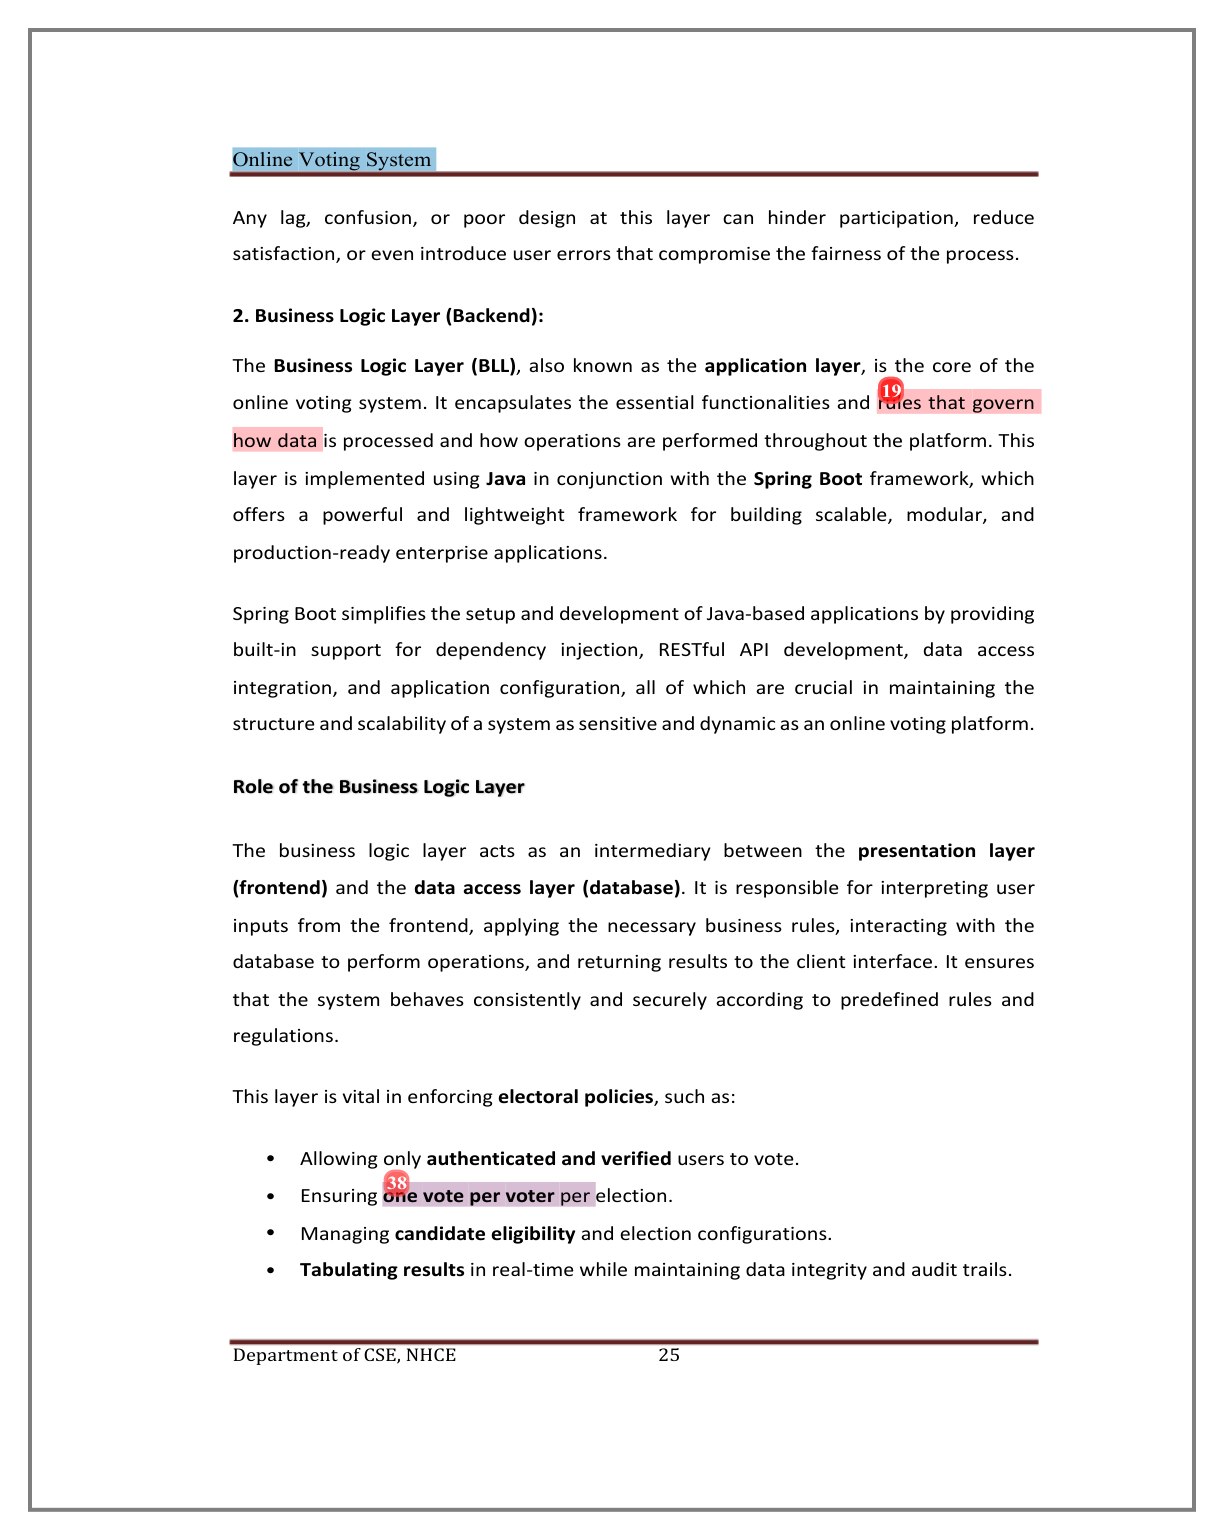 Online Voting System
Any lag, confusion, or poor design at this layer can hinder participation, reduce
satisfaction, or even introduce user errors that compromise the fairness of the process.
2. Business Logic Layer (Backend):
The Business Logic Layer (BLL), also known as the application layer, is the core of the
19
online voting system. It encapsulates the essential functionalities and rules that govern
how data is processed and how operations are performed throughout the platform. This
layer is implemented using Java in conjunction with the Spring Boot framework, which
offers a powerful and lightweight framework for building scalable, modular, and
production-ready enterprise applications.
Spring Boot simplifies the setup and development of Java-based applications by providing
built-in support for dependency injection, RESTful API development, data access
integration, and application configuration, all of which are crucial in maintaining the
structure and scalability of a system as sensitive and dynamic as an online voting platform.
Role of the Business Logic Layer
The business logic layer acts as an intermediary between the presentation layer
(frontend) and the data access layer (database). It is responsible for interpreting user
inputs from the frontend, applying the necessary business rules, interacting with the
database to perform operations, and returning results to the client interface. It ensures
that the system behaves consistently and securely according to predefined rules and
regulations.
This layer is vital in enforcing electoral policies, such as:
• Allowing only authenticated and verified users to vote.
38
• Ensuring one vote per voter per election.
• Managing candidate eligibility and election configurations.
• Tabulating results in real-time while maintaining data integrity and audit trails.
Department of CSE, NHCE 25